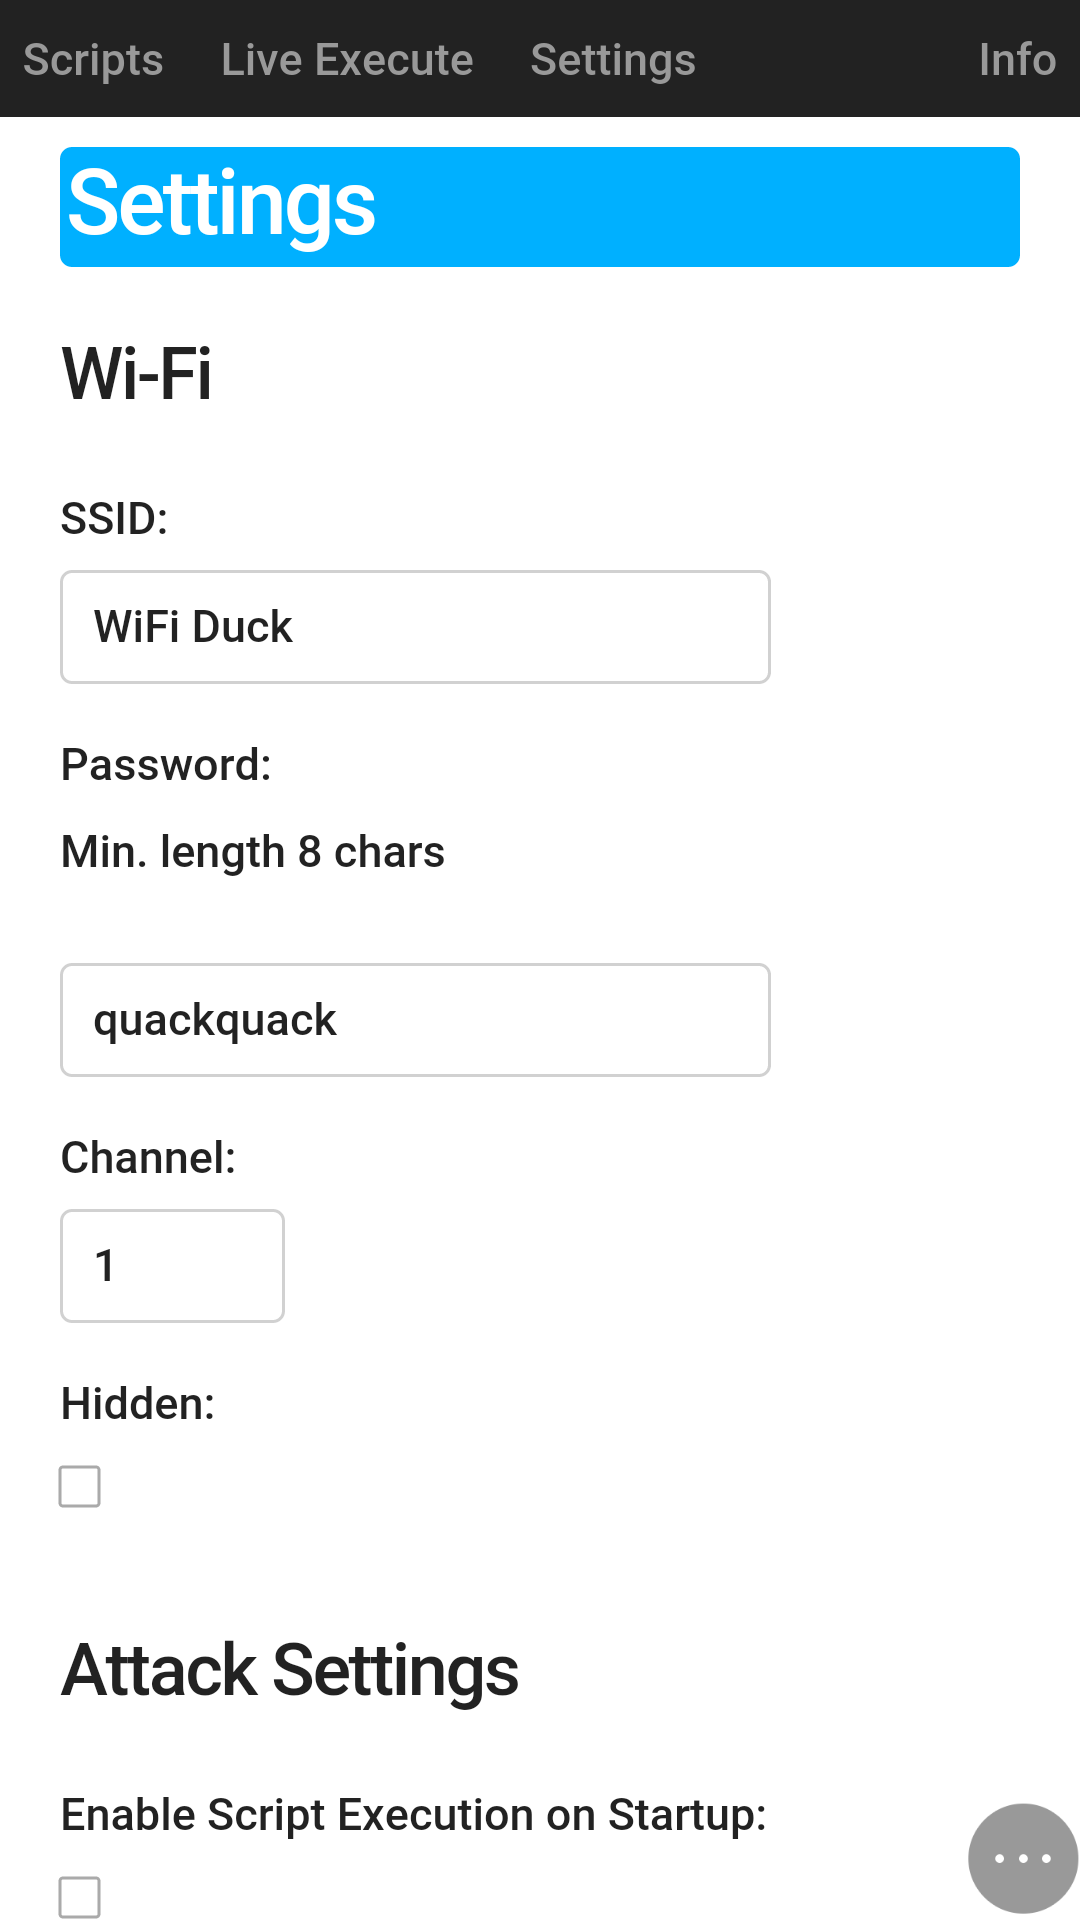 Scripts Live Execute Settings Info
Settings
Wi-Fi
SSID:
WiFi Duck
Password:
Min. length 8 chars
quackquack
Channel:
1
Hidden:
Attack Settings
Enable Script Execution on Startup: